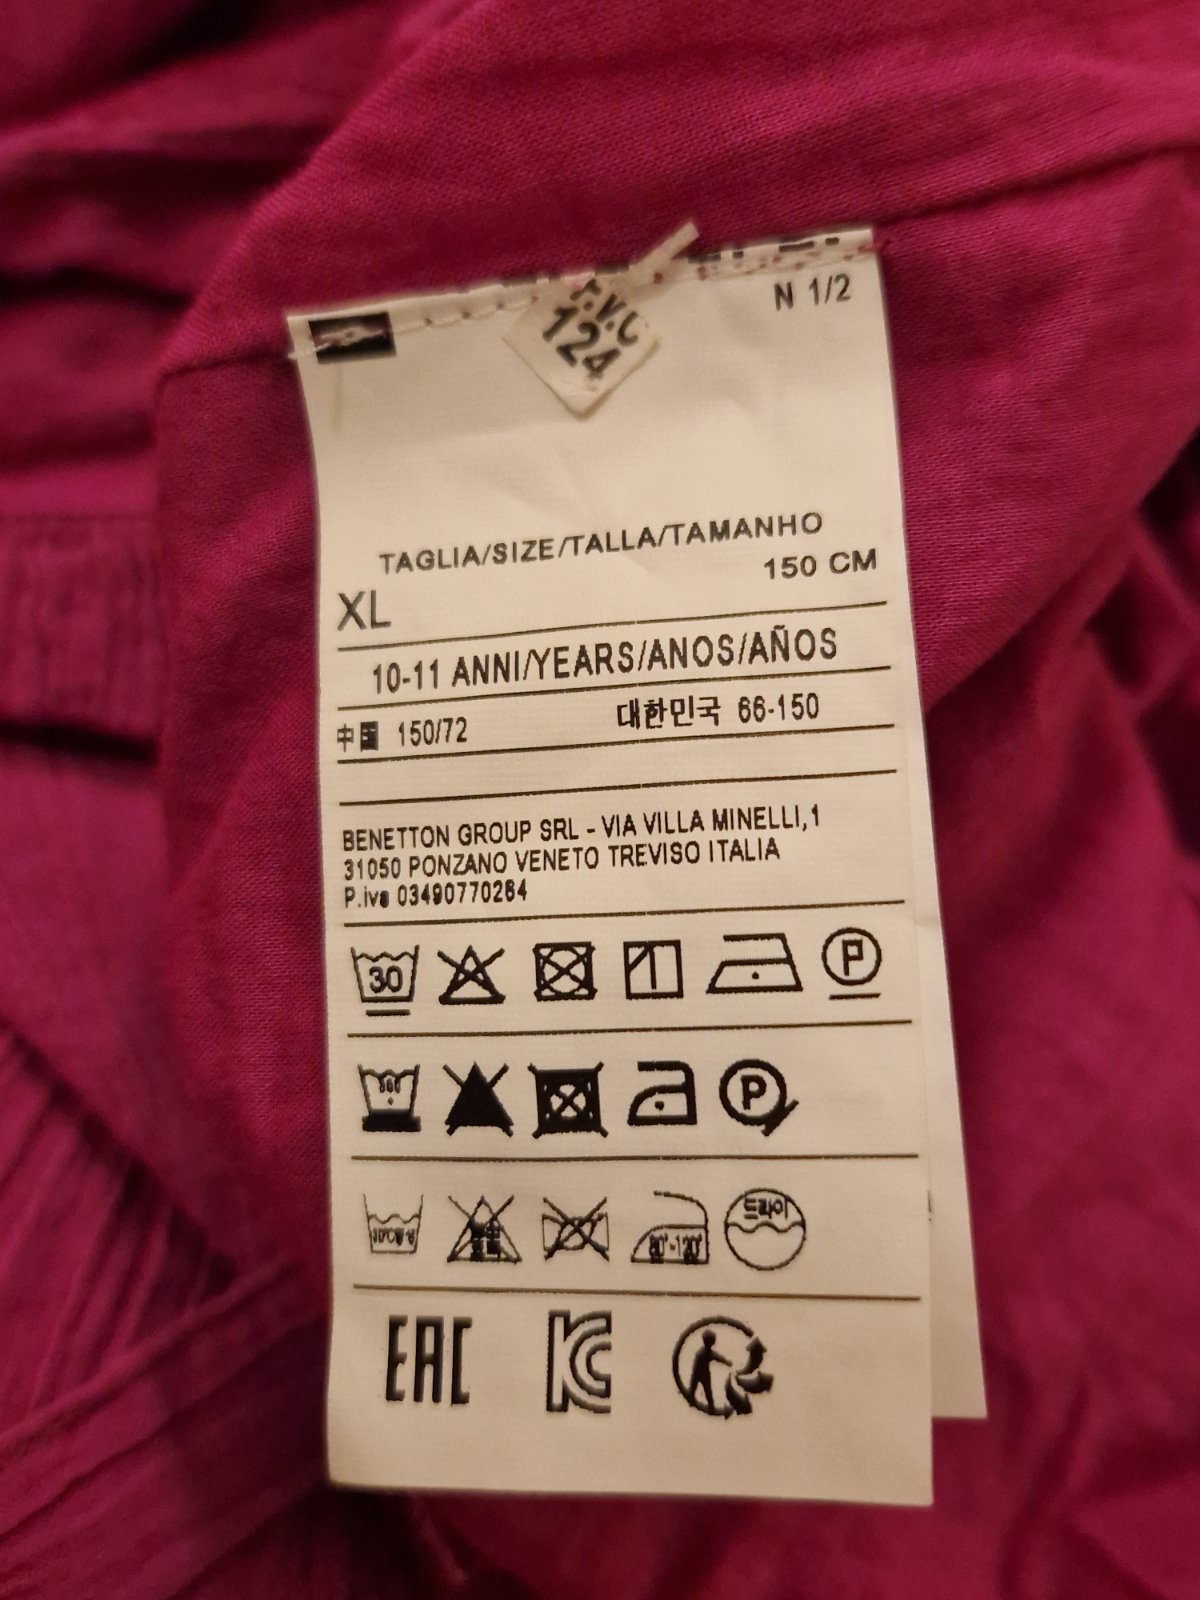 N 1/2
124
TAGLIA/SIZE/TALLA/TAMANHO
150 CM
XL
10-11 ANNI/YEARS/ANOS/AÑOS
中国 150/72 대한민국 66-150
BENETTON GROUP SRL - VIA VILLA MINELLI,1
31050 PONZANO VENETO TREVISO ITALIA
P.iva 03490770264
30 P
P
드라이
80°-120°
EAC KC